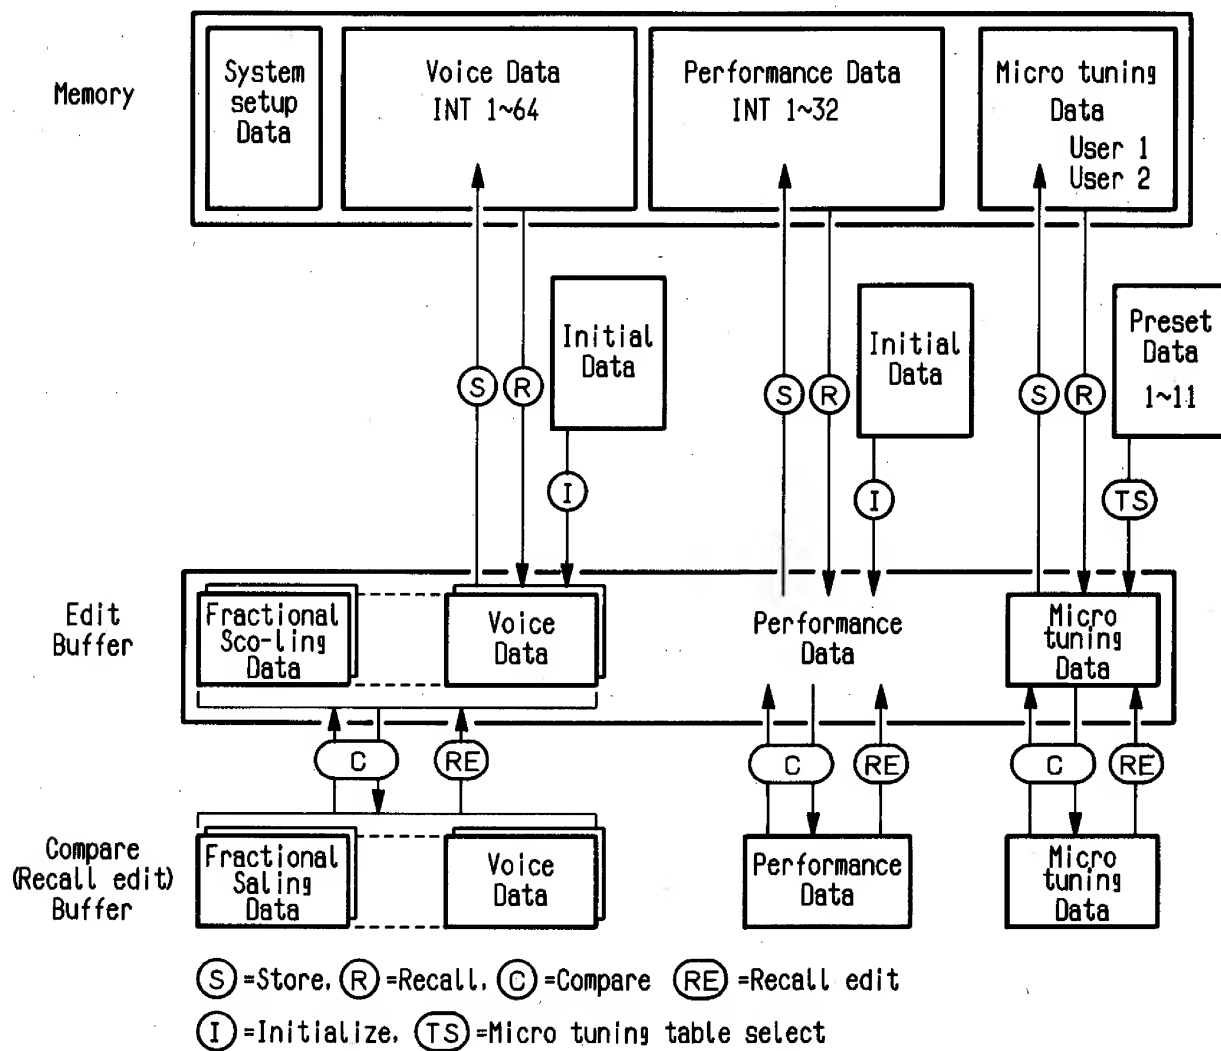 Memory
System
setup
Data
Voice Data
INT 1~64
Performance Data
INT 1~32
Micro tuning
Data
User 1
User 2
Initial
Data
Initial
Data
Preset
Data
1~11
S
R
S
R
S
R
I
I
TS
Edit
Buffer
Fractional
Sco-ling
Data
Voice
Data
Performance
Data
Micro
tuning
Data
C
RE
C
RE
C
RE
Compare
(Recall edit)
Buffer
Fractional
Saling
Data
Voice
Data
Performance
Data
Micro
tuning
Data
S=Store, R=Recall, C=Compare RE=Recall edit
I=Initialize, TS=Micro tuning table select